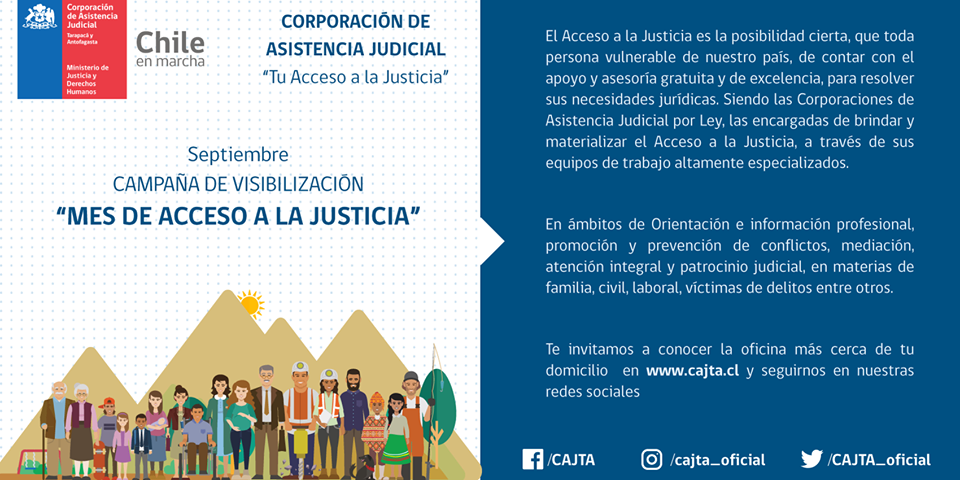 Corporación
de Asistencia
Judicial
Tarapacá y
Antofagasta
Ministerio de
Justicia y
Derechos
Humanos
Chile
en marcha
CORPORACIÓN DE
ASISTENCIA JUDICIAL
“Tu Acceso a la Justicia”
Septiembre
CAMPAÑA DE VISIBILIZACIÓN
“MES DE ACCESO A LA JUSTICIA”
El Acceso a la Justicia es la posibilidad cierta, que toda
persona vulnerable de nuestro país, de contar con el
apoyo y asesoría gratuita y de excelencia, para resolver
sus necesidades jurídicas. Siendo las Corporaciones de
Asistencia Judicial por Ley, las encargadas de brindar y
materializar el Acceso a la Justicia, a través de sus
equipos de trabajo altamente especializados.
En ámbitos de Orientación e información profesional,
promoción y prevención de conflictos, mediación,
atención integral y patrocinio judicial, en materias de
familia, civil, laboral, víctimas de delitos entre otros.
Te invitamos a conocer la oficina más cerca de tu
domicilio en www.cajta.cl y seguirnos en nuestras
redes sociales
/CAJTA
/cajta_oficial
/CAJTA_oficial